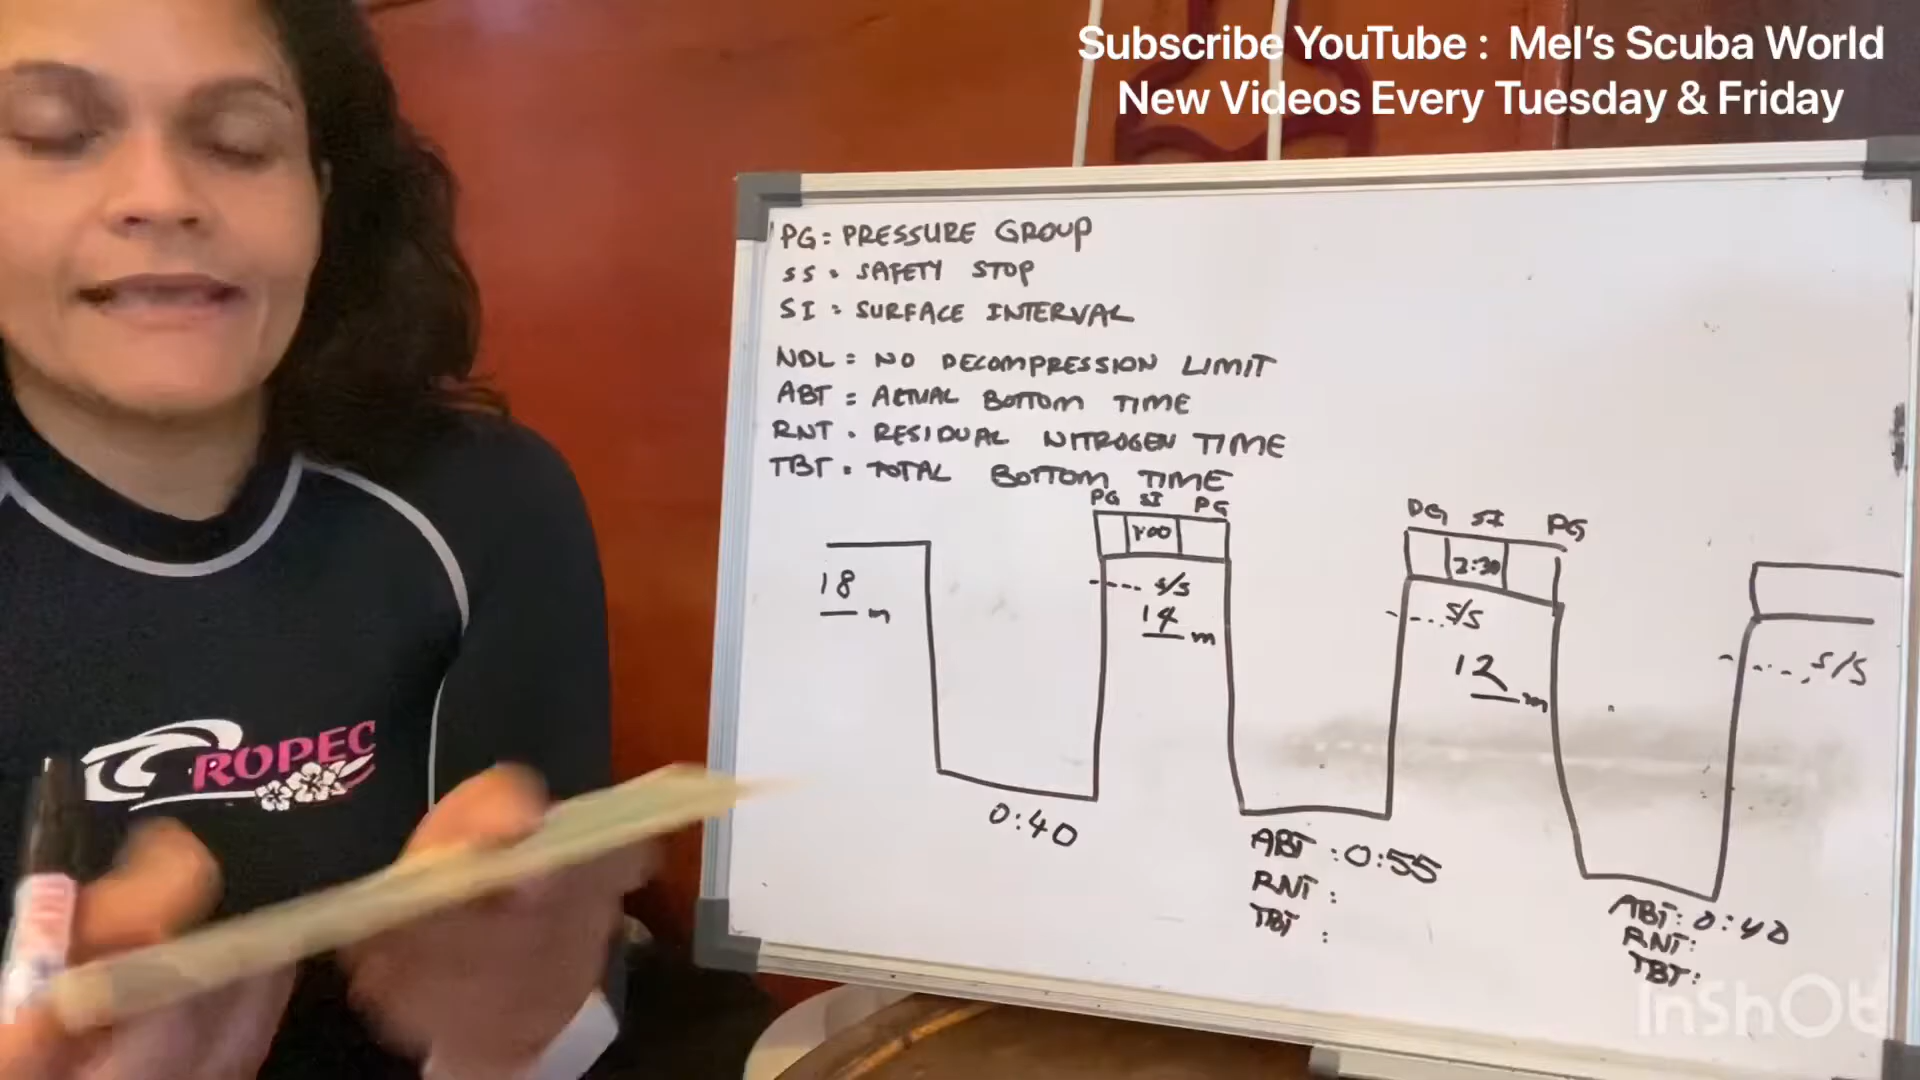 Subscribe YouTube : Mel's Scuba World
New Videos Every Tuesday & Friday
PG = PRESSURE GROUP
SS = SAFETY STOP
SI = SURFACE INTERVAL
NDL = NO DECOMPRESSION LIMIT
ABT = ACTUAL BOTTOM TIME
RNT = RESIDUAL NITROGEN TIME
TBT = TOTAL BOTTOM TIME
PG SI PG
PG SI PG
2:30
18 m
S/S
14 m
S/S
12 m
S/S
0:40
ABT : 0:55
RNT :
TBT :
ABT: 0:40
RNT:
TBT:
ROPEC
InShOt